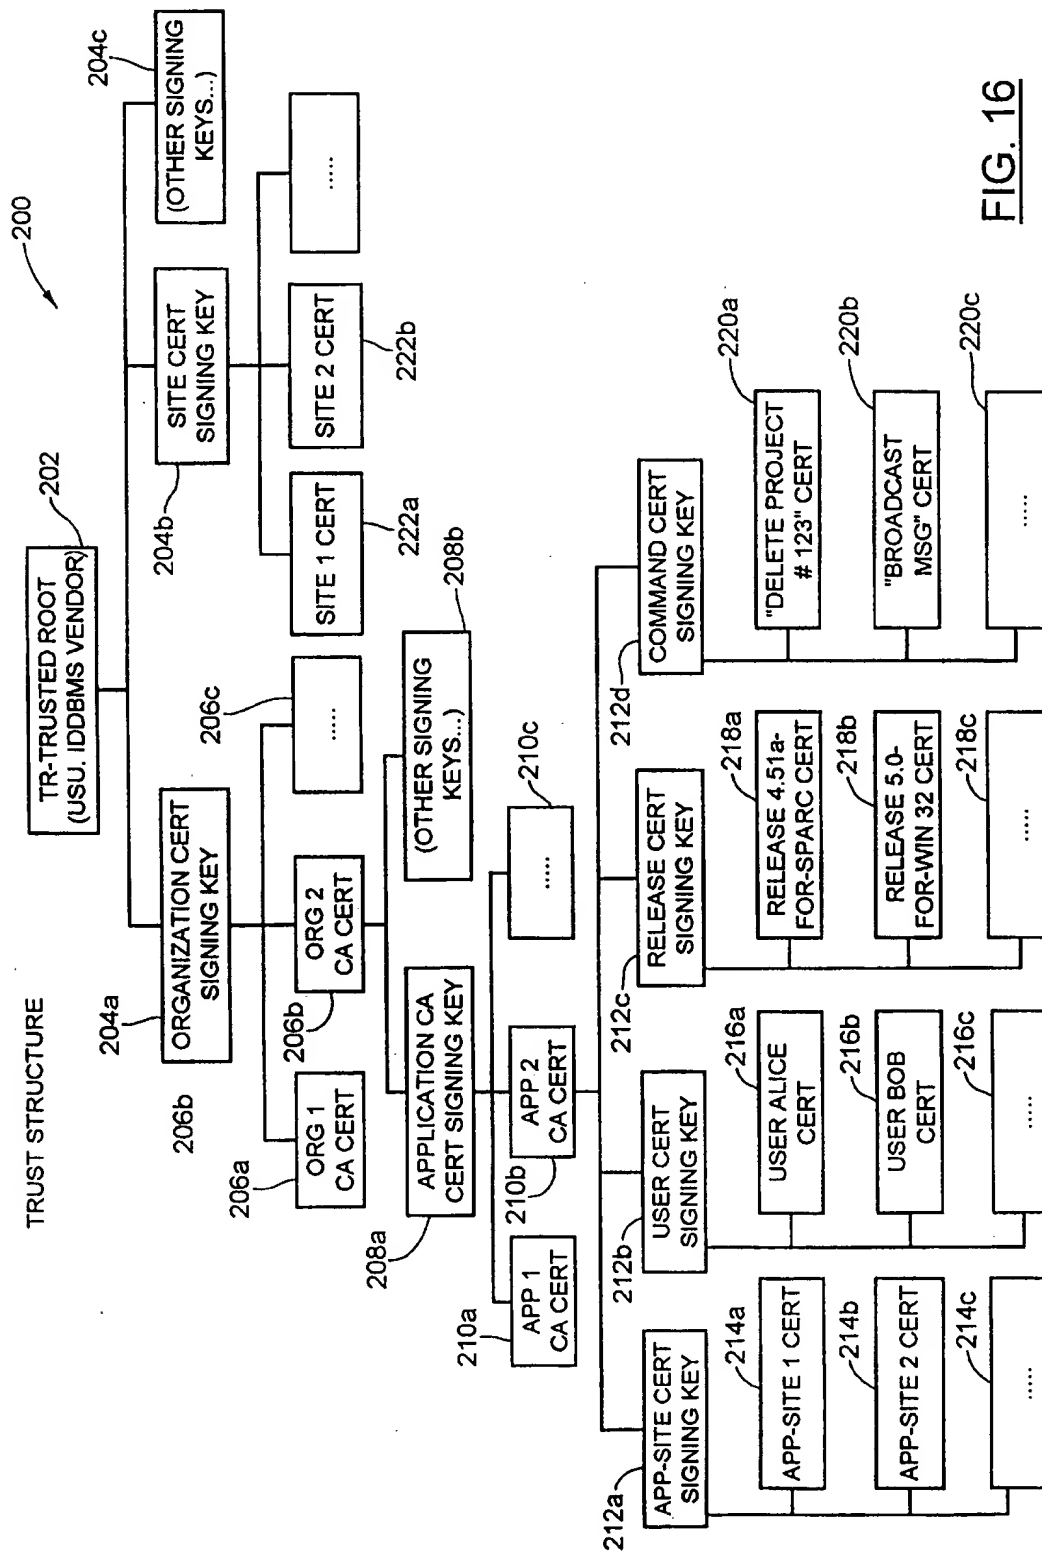 TRUST STRUCTURE
200
TR-TRUSTED ROOT
(USU. IDDBMS VENDOR)
202
204a
ORGANIZATION CERT
SIGNING KEY
204b
SITE CERT
SIGNING KEY
204c
(OTHER SIGNING
KEYS...)
206b
206a
ORG 1
CA CERT
206b
ORG 2
CA CERT
206c
.....
SITE 1 CERT
222a
SITE 2 CERT
222b
.....
208a
APPLICATION CA
CERT SIGNING KEY
208b
(OTHER SIGNING
KEYS...)
210a
APP 1
CA CERT
210b
APP 2
CA CERT
210c
.....
212a
APP-SITE CERT
SIGNING KEY
212b
USER CERT
SIGNING KEY
212c
RELEASE CERT
SIGNING KEY
212d
COMMAND CERT
SIGNING KEY
214a
APP-SITE 1 CERT
216a
USER ALICE
CERT
218a
RELEASE 4.51a-
FOR-SPARC CERT
220a
"DELETE PROJECT
# 123" CERT
214b
APP-SITE 2 CERT
216b
USER BOB
CERT
218b
RELEASE 5.0-
FOR-WIN 32 CERT
220b
"BROADCAST
MSG" CERT
214c
.....
216c
.....
218c
.....
220c
.....
FIG. 16